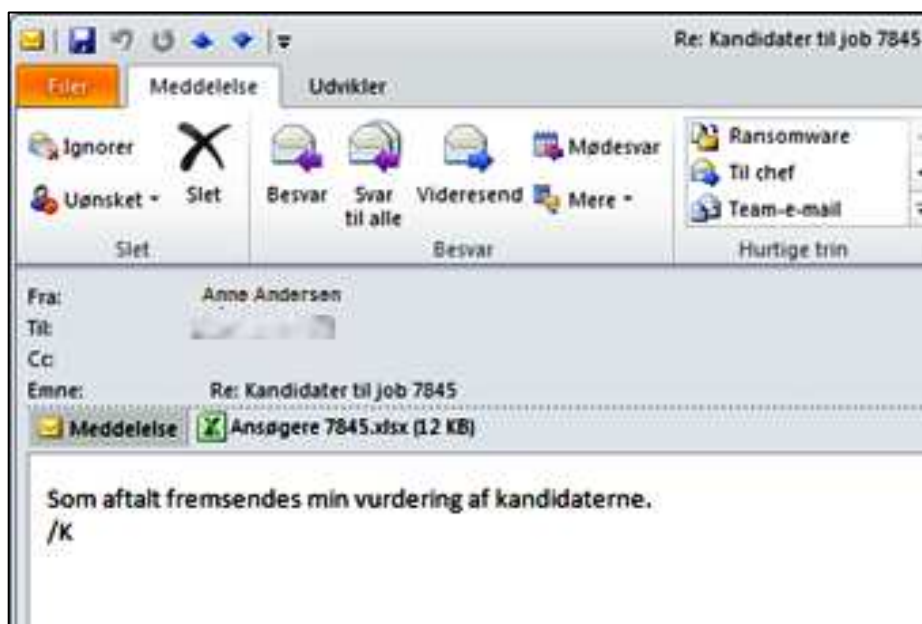 Re: Kandidater til job 7845
Filer Meddelelse Udvikler
Ignorer
Uønsket
Slet
Slet
Besvar
Svar til alle
Videresend
Mødesvar
Mere
Besvar
Ransomware
Til chef
Team-e-mail
Hurtige trin
Fra: Anne Andersen
Til:
Cc:
Emne: Re: Kandidater til job 7845
Meddelelse Ansøgere 7845.xlsx (12 KB)
Som aftalt fremsendes min vurdering af kandidaterne.
/K